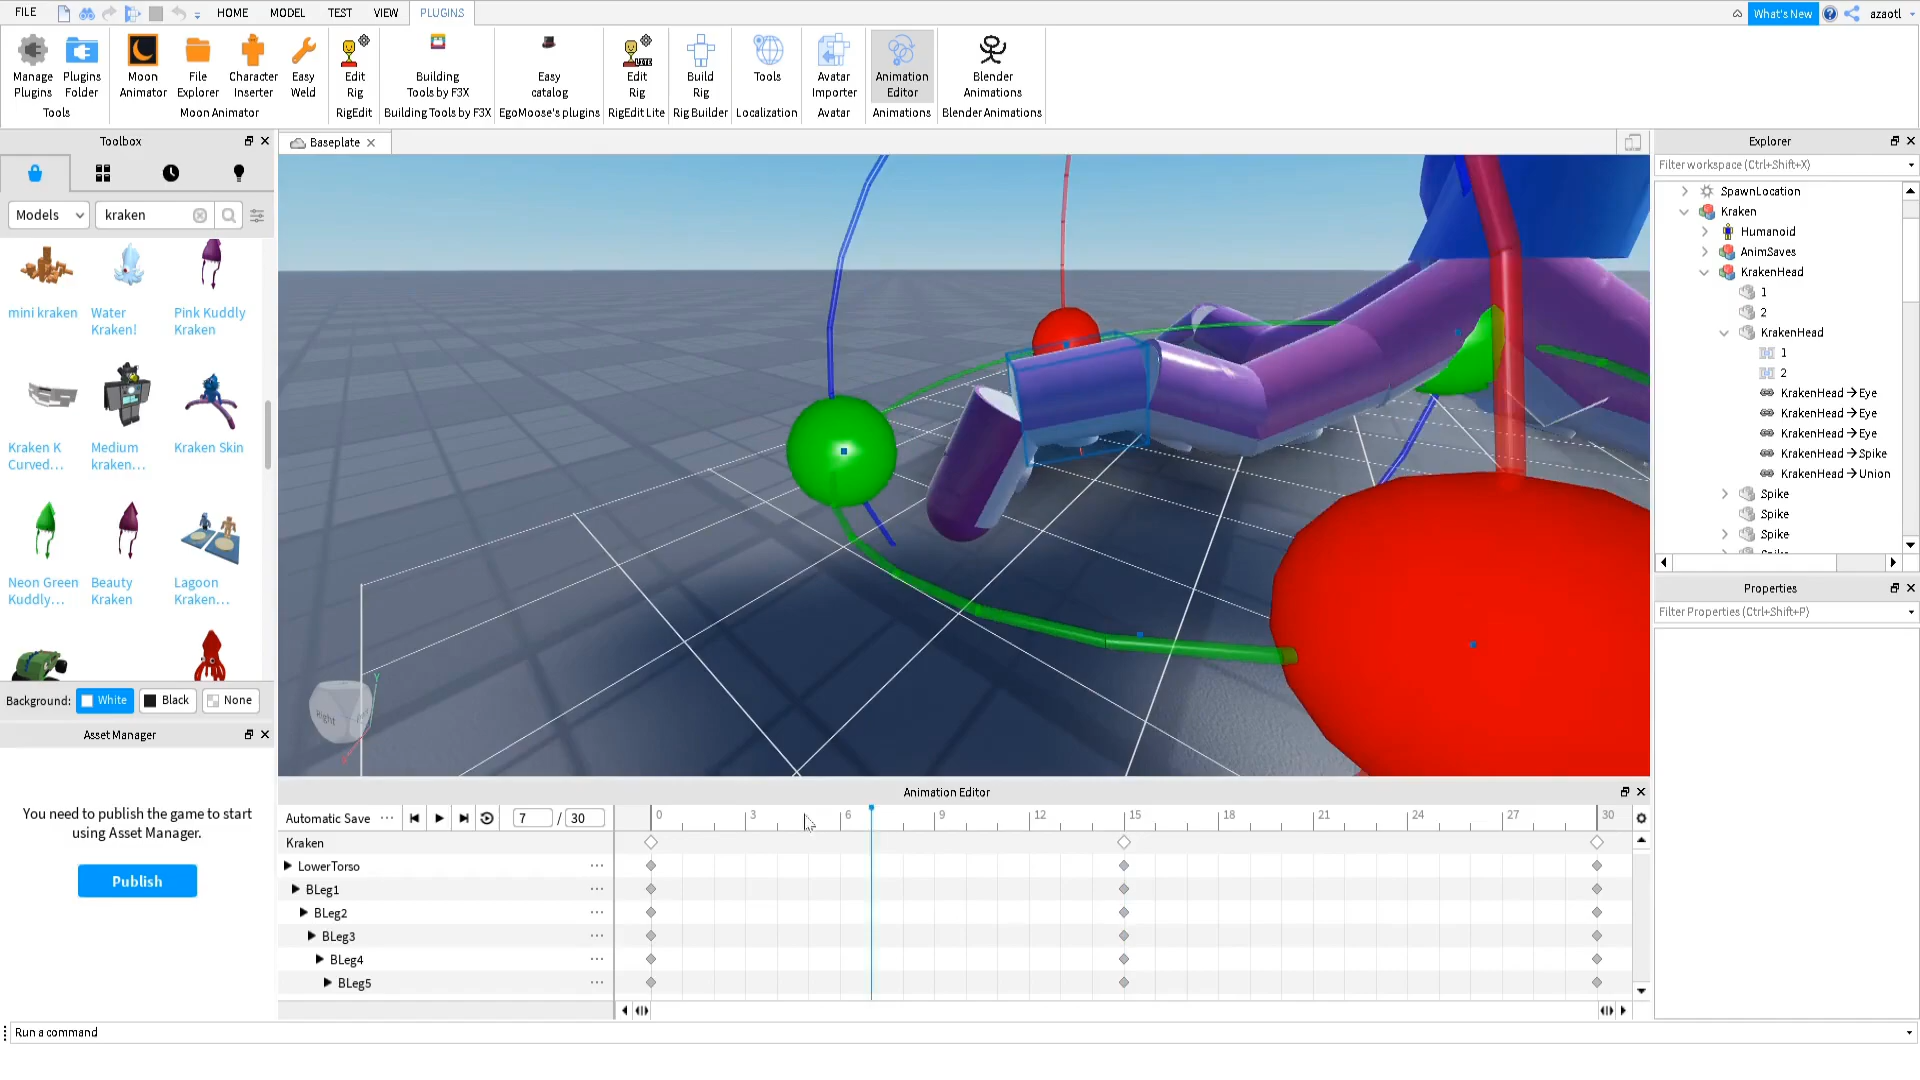 FILE HOME MODEL TEST VIEW PLUGINS What's New azaotl
Manage Plugins
Plugins Folder
Moon Animator
File Explorer
Character Inserter
Easy Weld
Edit Rig
Building Tools by F3X
Easy catalog
Edit Rig
Build Rig
Tools
Avatar Importer
Animation Editor
Blender Animations
Tools Moon Animator RigEdit Building Tools by F3X EgoMoose's plugins RigEdit Lite Rig Builder Localization Avatar Animations Blender Animations
Toolbox
Models kraken
mini kraken
Water Kraken!
Pink Kuddly Kraken
Kraken K Curved...
Medium kraken...
Kraken Skin
Neon Green Kuddly...
Beauty Kraken
Lagoon Kraken...
Background: White Black None
Asset Manager
You need to publish the game to start
using Asset Manager.
Publish
Baseplate
Right
Y
Explorer
Filter workspace (Ctrl+Shift+X)
SpawnLocation
Kraken
Humanoid
AnimSaves
KrakenHead
1
2
KrakenHead
1
2
KrakenHead->Eye
KrakenHead->Eye
KrakenHead->Eye
KrakenHead->Spike
KrakenHead->Union
Spike
Spike
Spike
Properties
Filter Properties (Ctrl+Shift+P)
Animation Editor
Automatic Save ··· 7 / 30 0 3 6 9 12 15 18 21 24 27 30
Kraken
LowerTorso ···
BLeg1 ···
BLeg2 ···
BLeg3 ···
BLeg4 ···
BLeg5 ···
Run a command